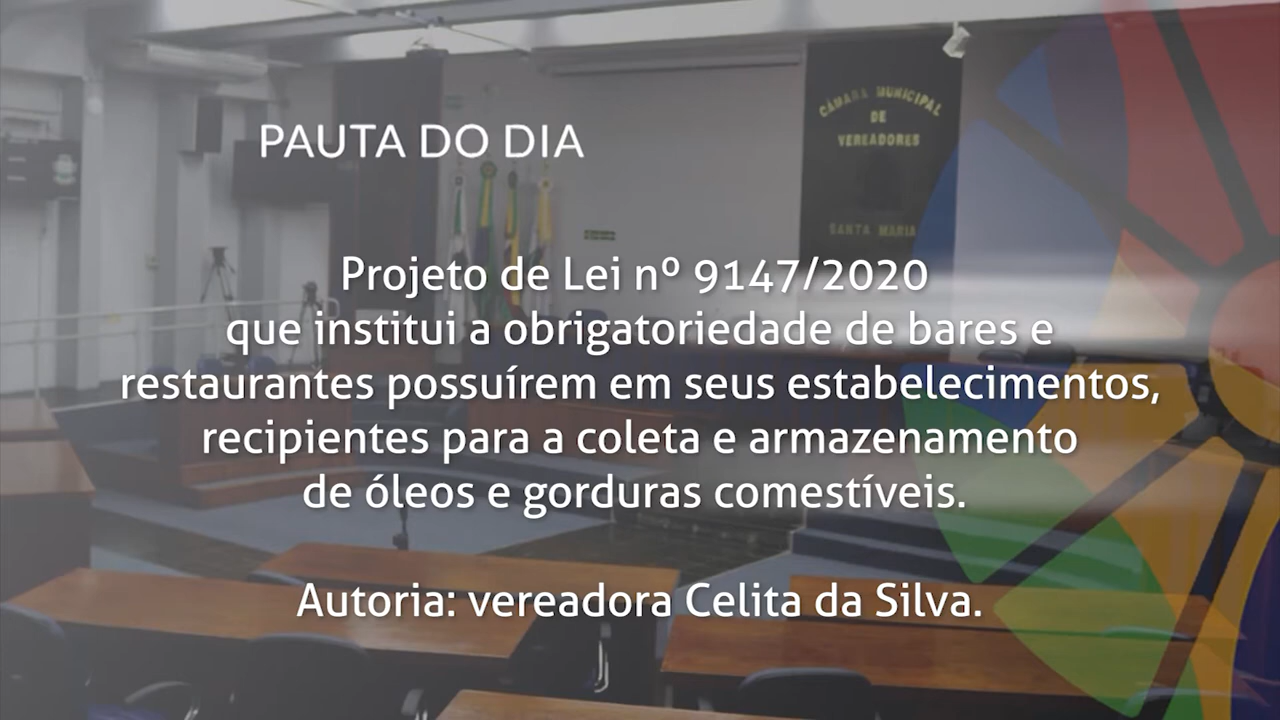 PAUTA DO DIA
CÂMARA MUNICIPAL
DE
VEREADORES
SANTA MARIA
Projeto de Lei nº 9147/2020
que institui a obrigatoriedade de bares e
restaurantes possuírem em seus estabelecimentos,
recipientes para a coleta e armazenamento
de óleos e gorduras comestíveis.
Autoria: vereadora Celita da Silva.